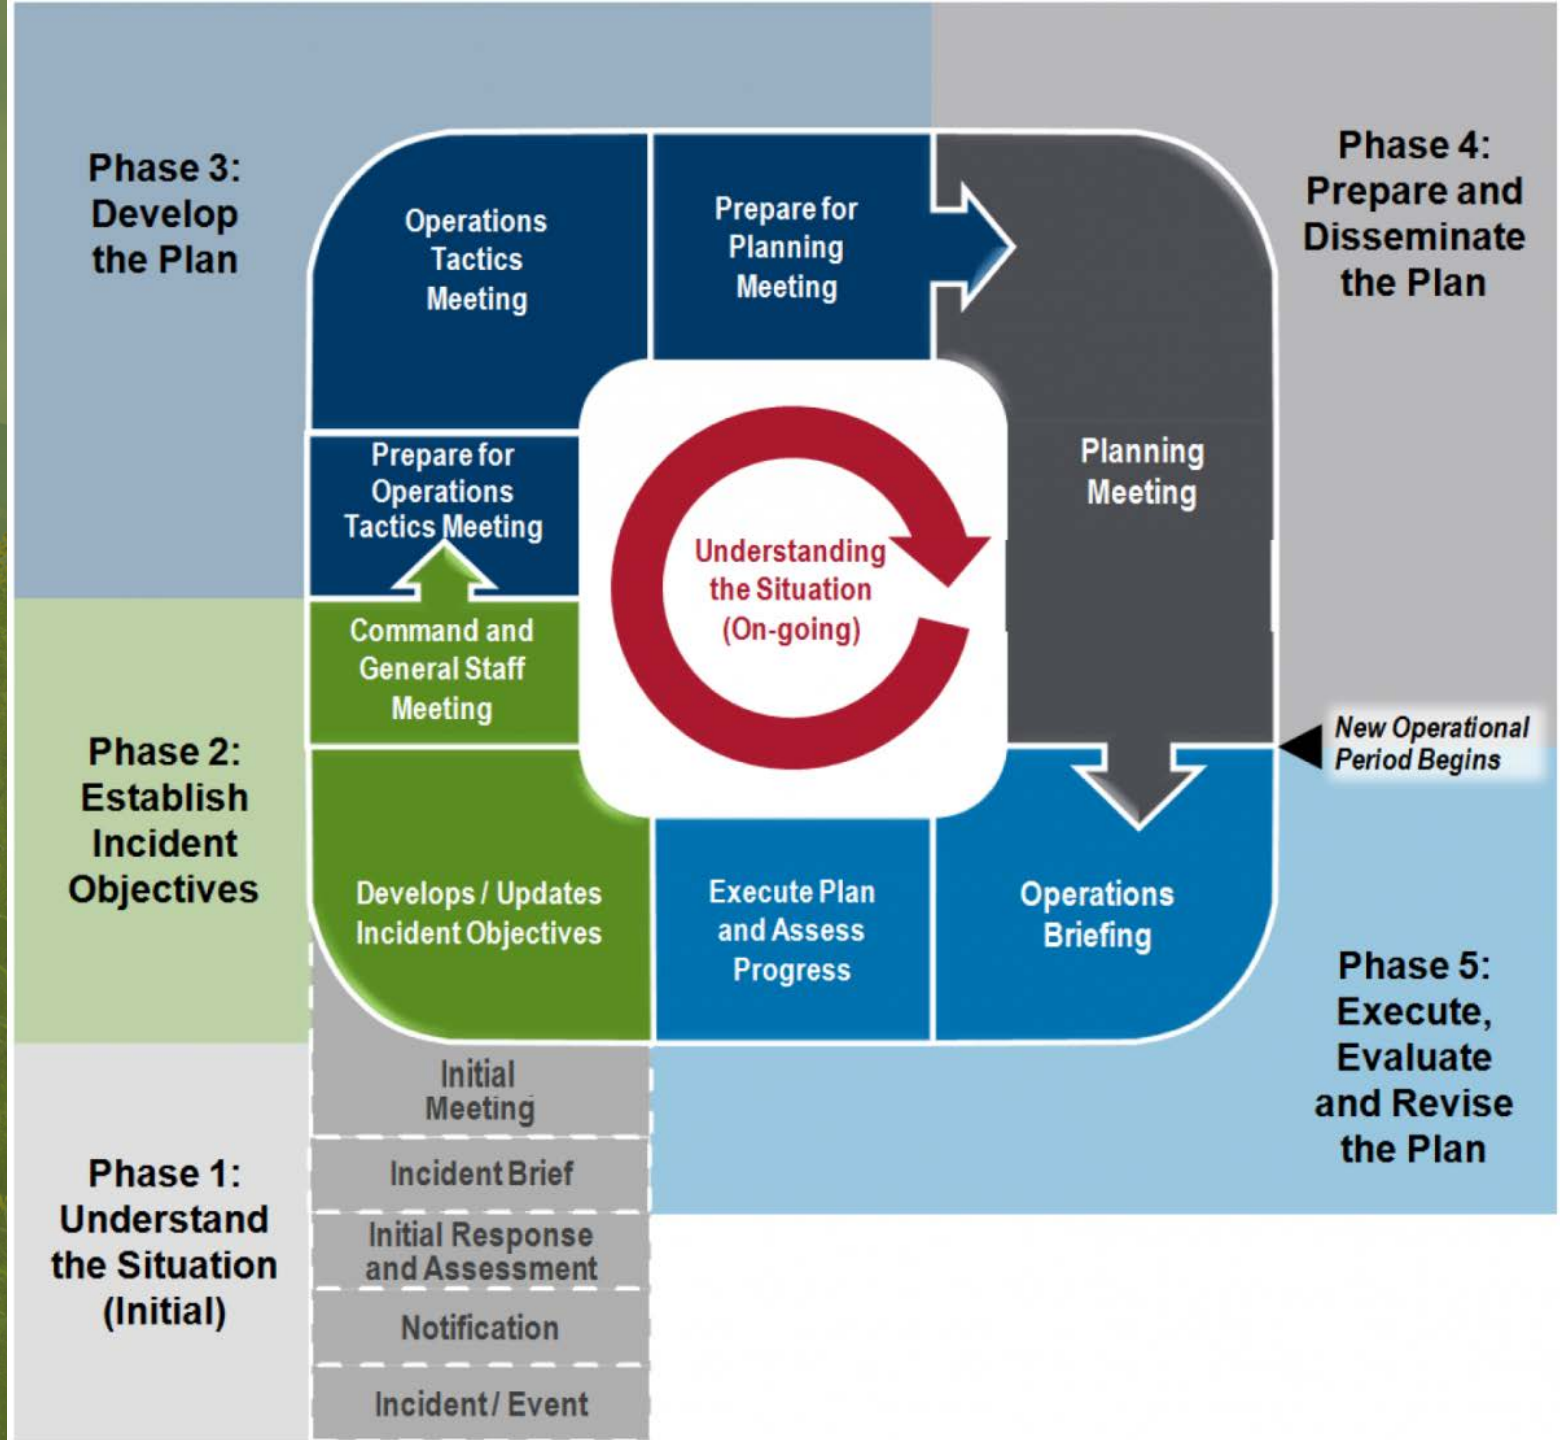 Phase 3:
Develop
the Plan
Operations
Tactics
Meeting
Prepare for
Planning
Meeting
Phase 4:
Prepare and
Disseminate
the Plan
Prepare for
Operations
Tactics Meeting
Planning
Meeting
Understanding
the Situation
(On-going)
Command and
General Staff
Meeting
New Operational
Period Begins
Phase 2:
Establish
Incident
Objectives
Develops / Updates
Incident Objectives
Execute Plan
and Assess
Progress
Operations
Briefing
Phase 5:
Execute,
Evaluate
and Revise
the Plan
Phase 1:
Understand
the Situation
(Initial)
Initial
Meeting
Incident Brief
Initial Response
and Assessment
Notification
Incident / Event